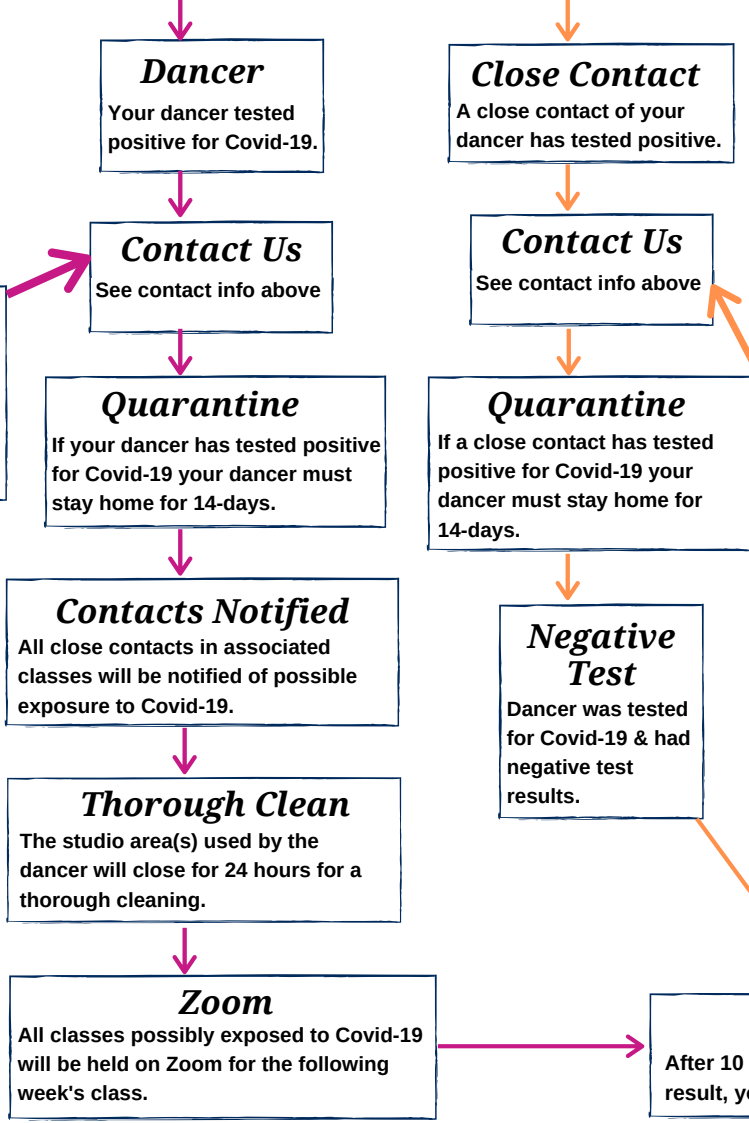 Dancer
Your dancer tested
positive for Covid-19.
Contact Us
See contact info above
Quarantine
If your dancer has tested positive
for Covid-19 your dancer must
stay home for 14-days.
Contacts Notified
All close contacts in associated
classes will be notified of possible
exposure to Covid-19.
Thorough Clean
The studio area(s) used by the
dancer will close for 24 hours for a
thorough cleaning.
Zoom
All classes possibly exposed to Covid-19
will be held on Zoom for the following
week's class.
Close Contact
A close contact of your
dancer has tested positive.
Contact Us
See contact info above
Quarantine
If a close contact has tested
positive for Covid-19 your
dancer must stay home for
14-days.
Negative
Test
Dancer was tested
for Covid-19 & had
negative test
results.
After 10
result,